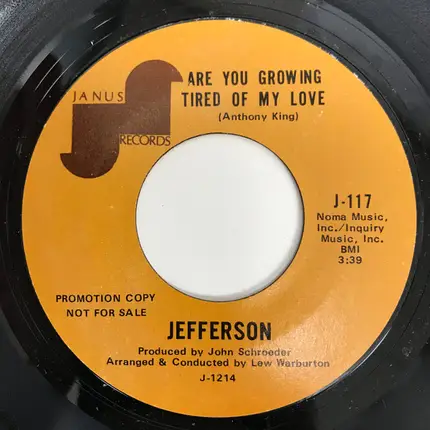 JANUS
RECORDS
ARE YOU GROWING
TIRED OF MY LOVE
(Anthony King)
J-117
Noma Music,
Inc./Inquiry
Music, Inc.
BMI
3:39
PROMOTION COPY
NOT FOR SALE
JEFFERSON
Produced by John Schroeder
Arranged & Conducted by Lew Warburton
J-1214